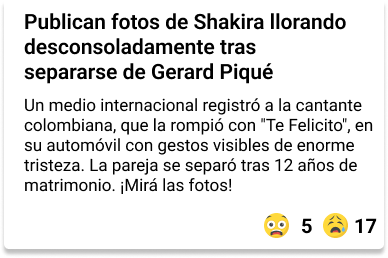 Publican fotos de Shakira llorando
desconsoladamente tras
separarse de Gerard Piqué
Un medio internacional registró a la cantante
colombiana, que la rompió con "Te Felicito", en
su automóvil con gestos visibles de enorme
tristeza. La pareja se separó tras 12 años de
matrimonio. ¡Mirá las fotos!
5 17